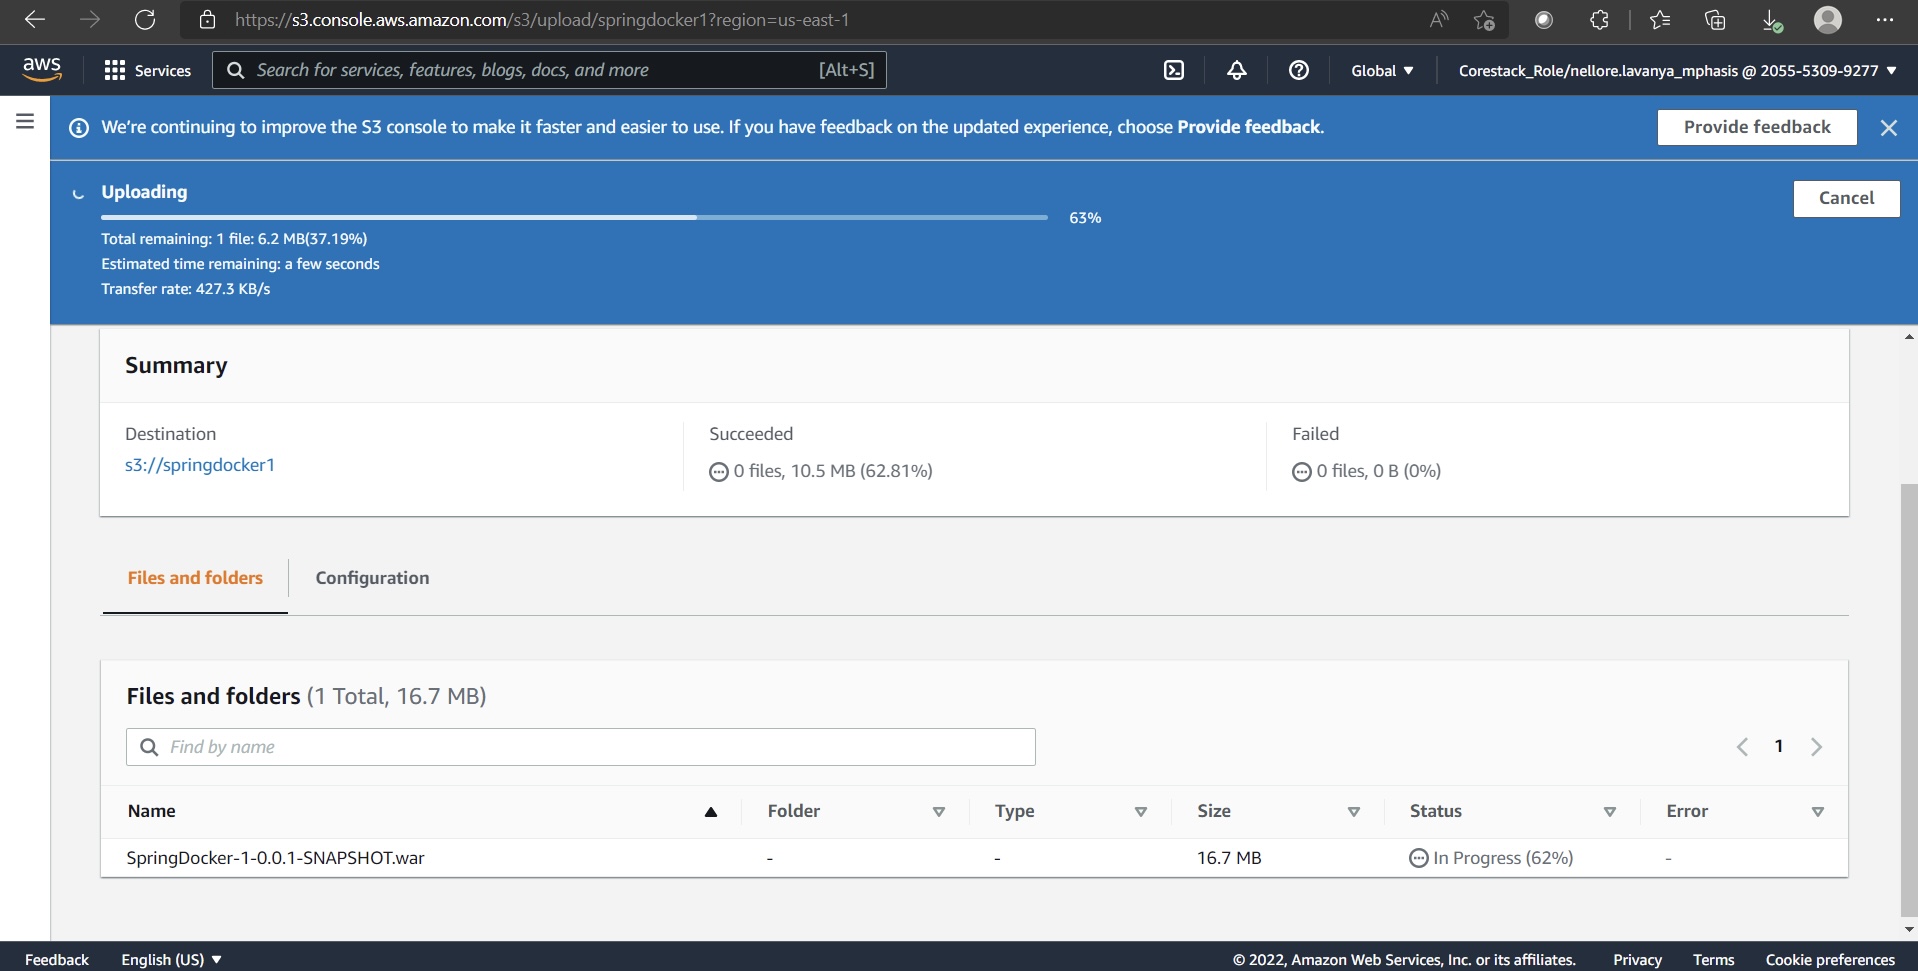 https://s3.console.aws.amazon.com/s3/upload/springdocker1?region=us-east-1
aws Services Search for services, features, blogs, docs, and more [Alt+S] Global ▼ Corestack_Role/nellore.lavanya_mphasis @ 2055-5309-9277 ▼
We're continuing to improve the S3 console to make it faster and easier to use. If you have feedback on the updated experience, choose Provide feedback. Provide feedback
Uploading Cancel
63%
Total remaining: 1 file: 6.2 MB(37.19%)
Estimated time remaining: a few seconds
Transfer rate: 427.3 KB/s
Summary
Destination Succeeded Failed
s3://springdocker1 0 files, 10.5 MB (62.81%) 0 files, 0 B (0%)
Files and folders Configuration
Files and folders (1 Total, 16.7 MB)
Find by name 1
Name Folder Type Size Status Error
SpringDocker-1-0.0.1-SNAPSHOT.war - - 16.7 MB In Progress (62%) -
Feedback English (US) ▼ © 2022, Amazon Web Services, Inc. or its affiliates. Privacy Terms Cookie preferences